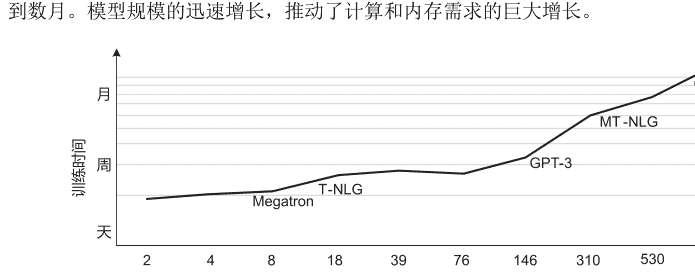 到数月。模型规模的迅速增长，推动了计算和内存需求的巨大增长。
月
MT-NLG
周
GPT-3
训练时间
T-NLG
Megatron
天
2 4 8 18 39 76 146 310 530